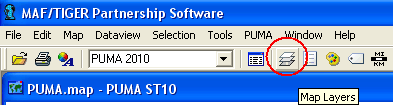 MAF/TIGER Partnership Software
File Edit Map Dataview Selection Tools PUMA Window Help
PUMA 2010
MI
KM
PUMA.map - PUMA ST10
Map Layers